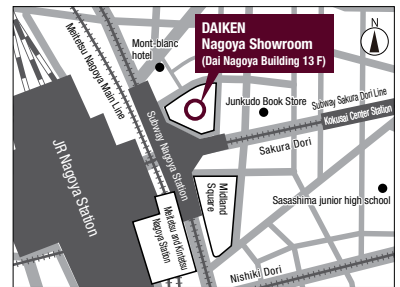 DAIKEN
Nagoya Showroom
(Dai Nagoya Building 13 F)
N
Mont-blanc
hotel
Meitetsu Nagoya Main Line
Subway Nagoya Station
Junkudo Book Store
Subway Sakura Dori Line
Kokusai Center Station
Sakura Dori
JR Nagoya Station
Midland
Square
Sasashima junior high school
Meitetsu and Kintetsu
Nagoya Station
Nishiki Dori